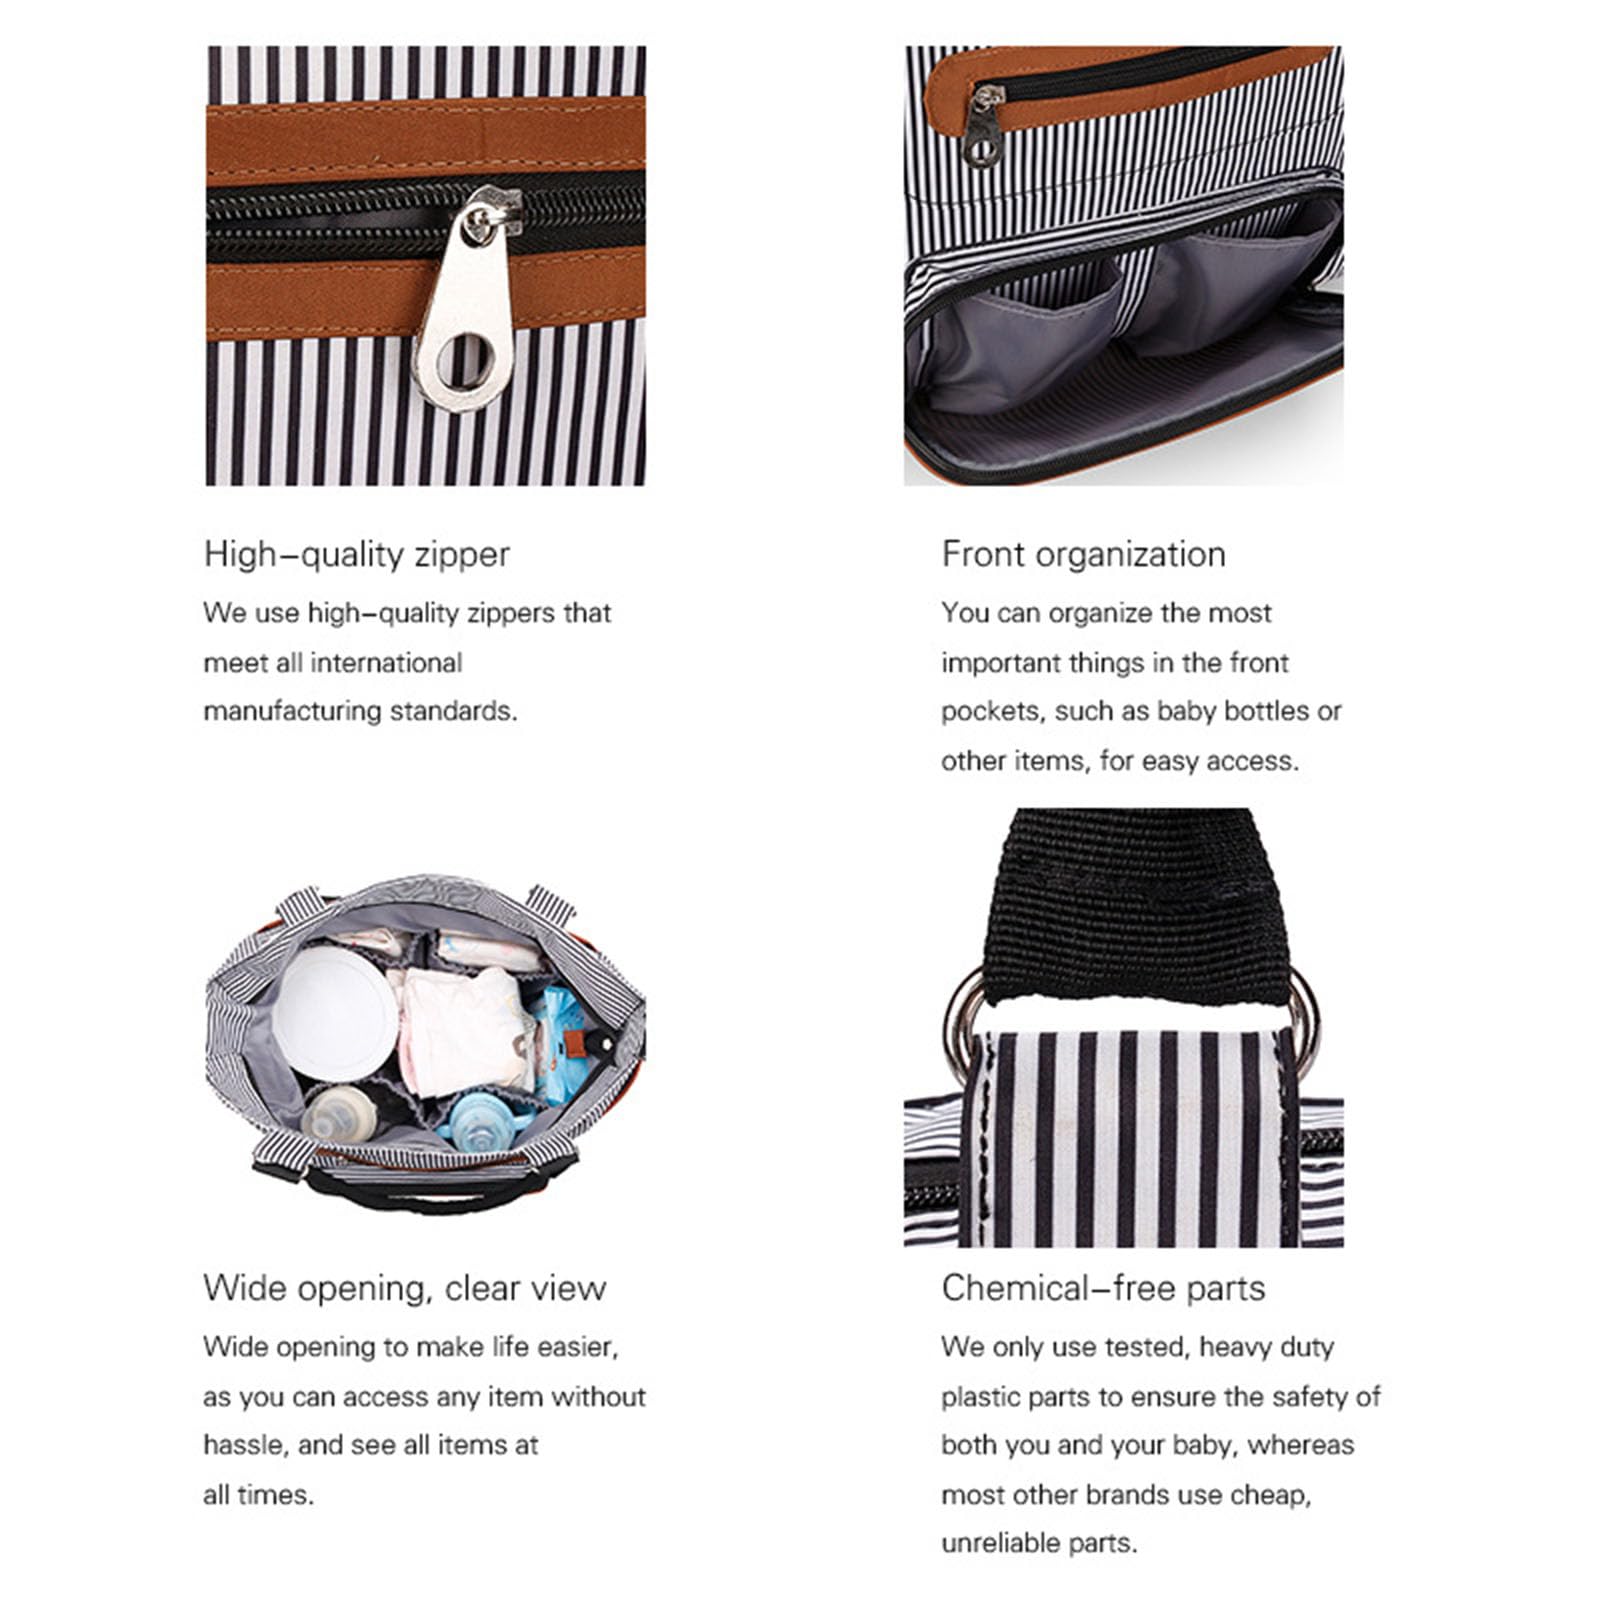 High-quality zipper
We use high-quality zippers that
meet all international
manufacturing standards.
Front organization
You can organize the most
important things in the front
pockets, such as baby bottles or
other items, for easy access.
Wide opening, clear view
Wide opening to make life easier,
as you can access any item without
hassle, and see all items at
all times.
Chemical-free parts
We only use tested, heavy duty
plastic parts to ensure the safety of
both you and your baby, whereas
most other brands use cheap,
unreliable parts.